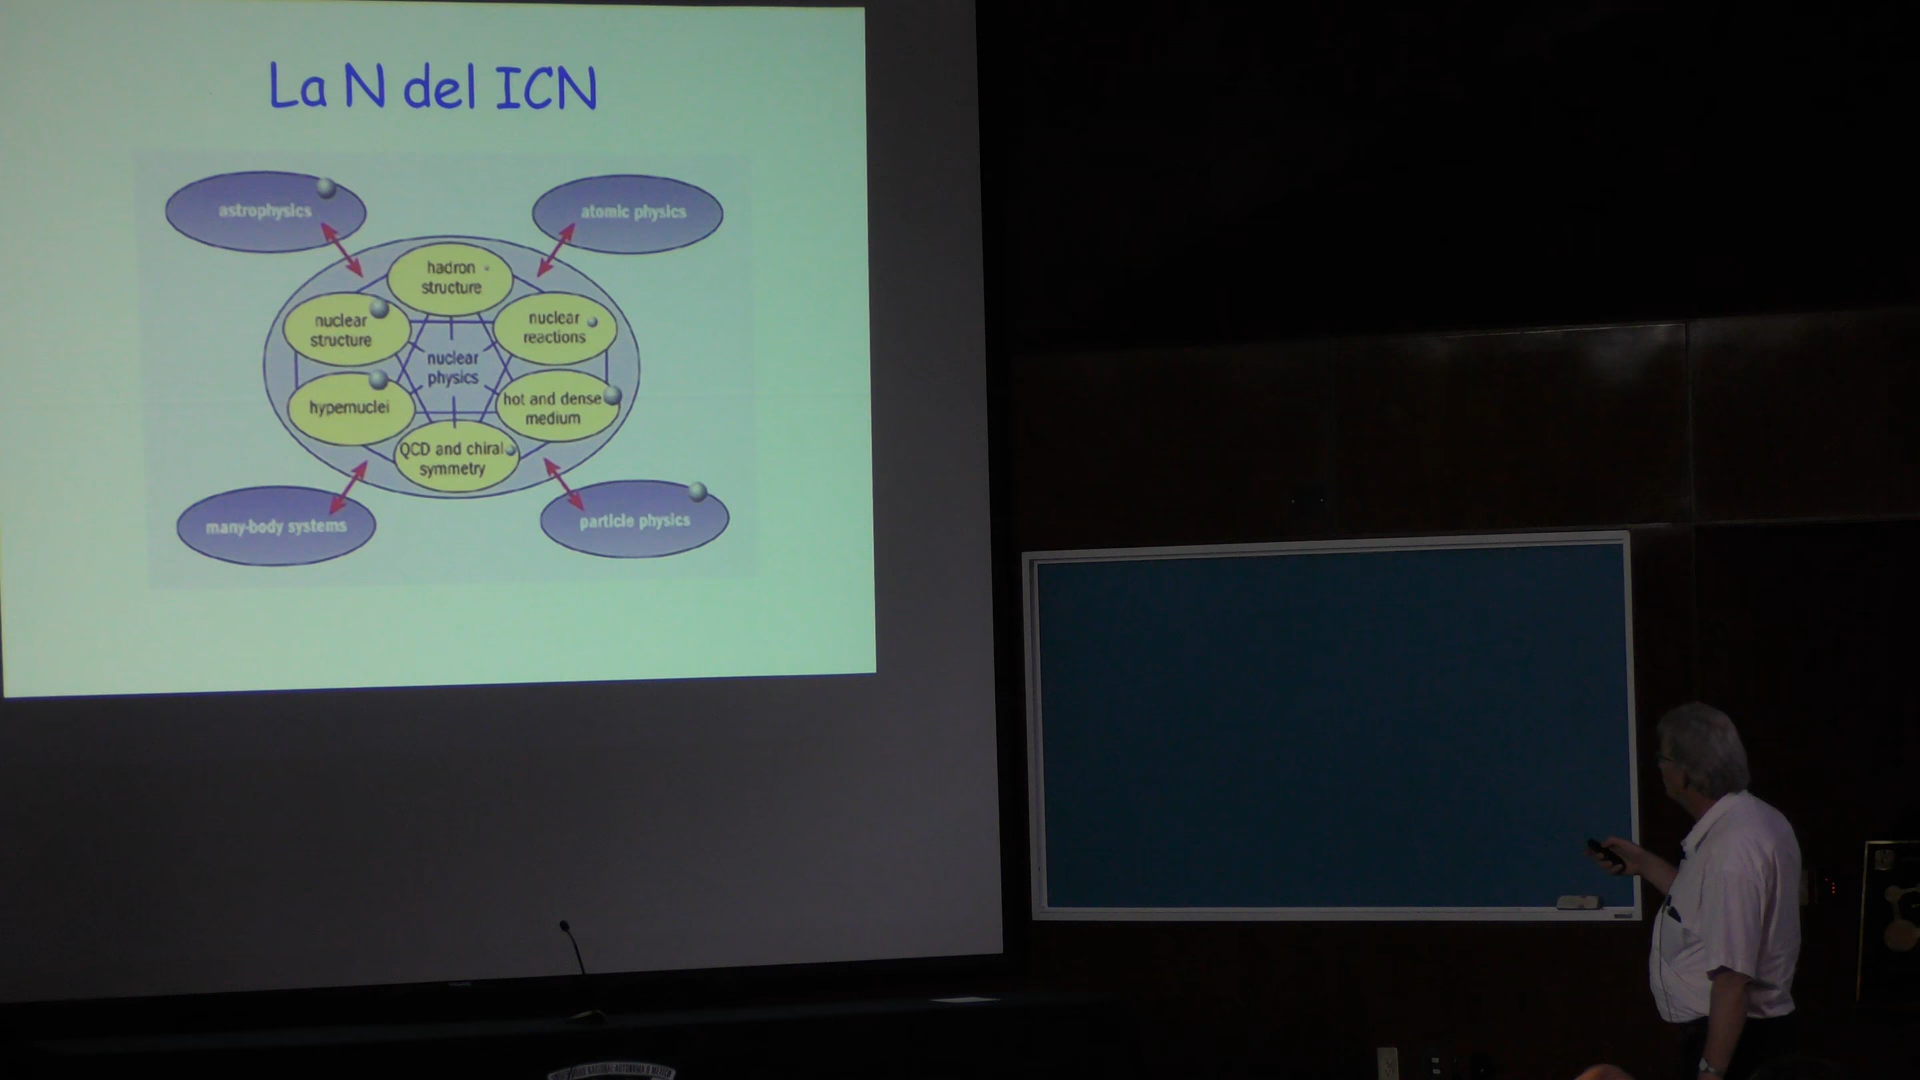 La N del ICN
astrophysics
atomic physics
hadron
structure
nuclear
structure
nuclear
reactions
nuclear
physics
hypernuclei
hot and dense
medium
QCD and chiral
symmetry
many-body systems
particle physics